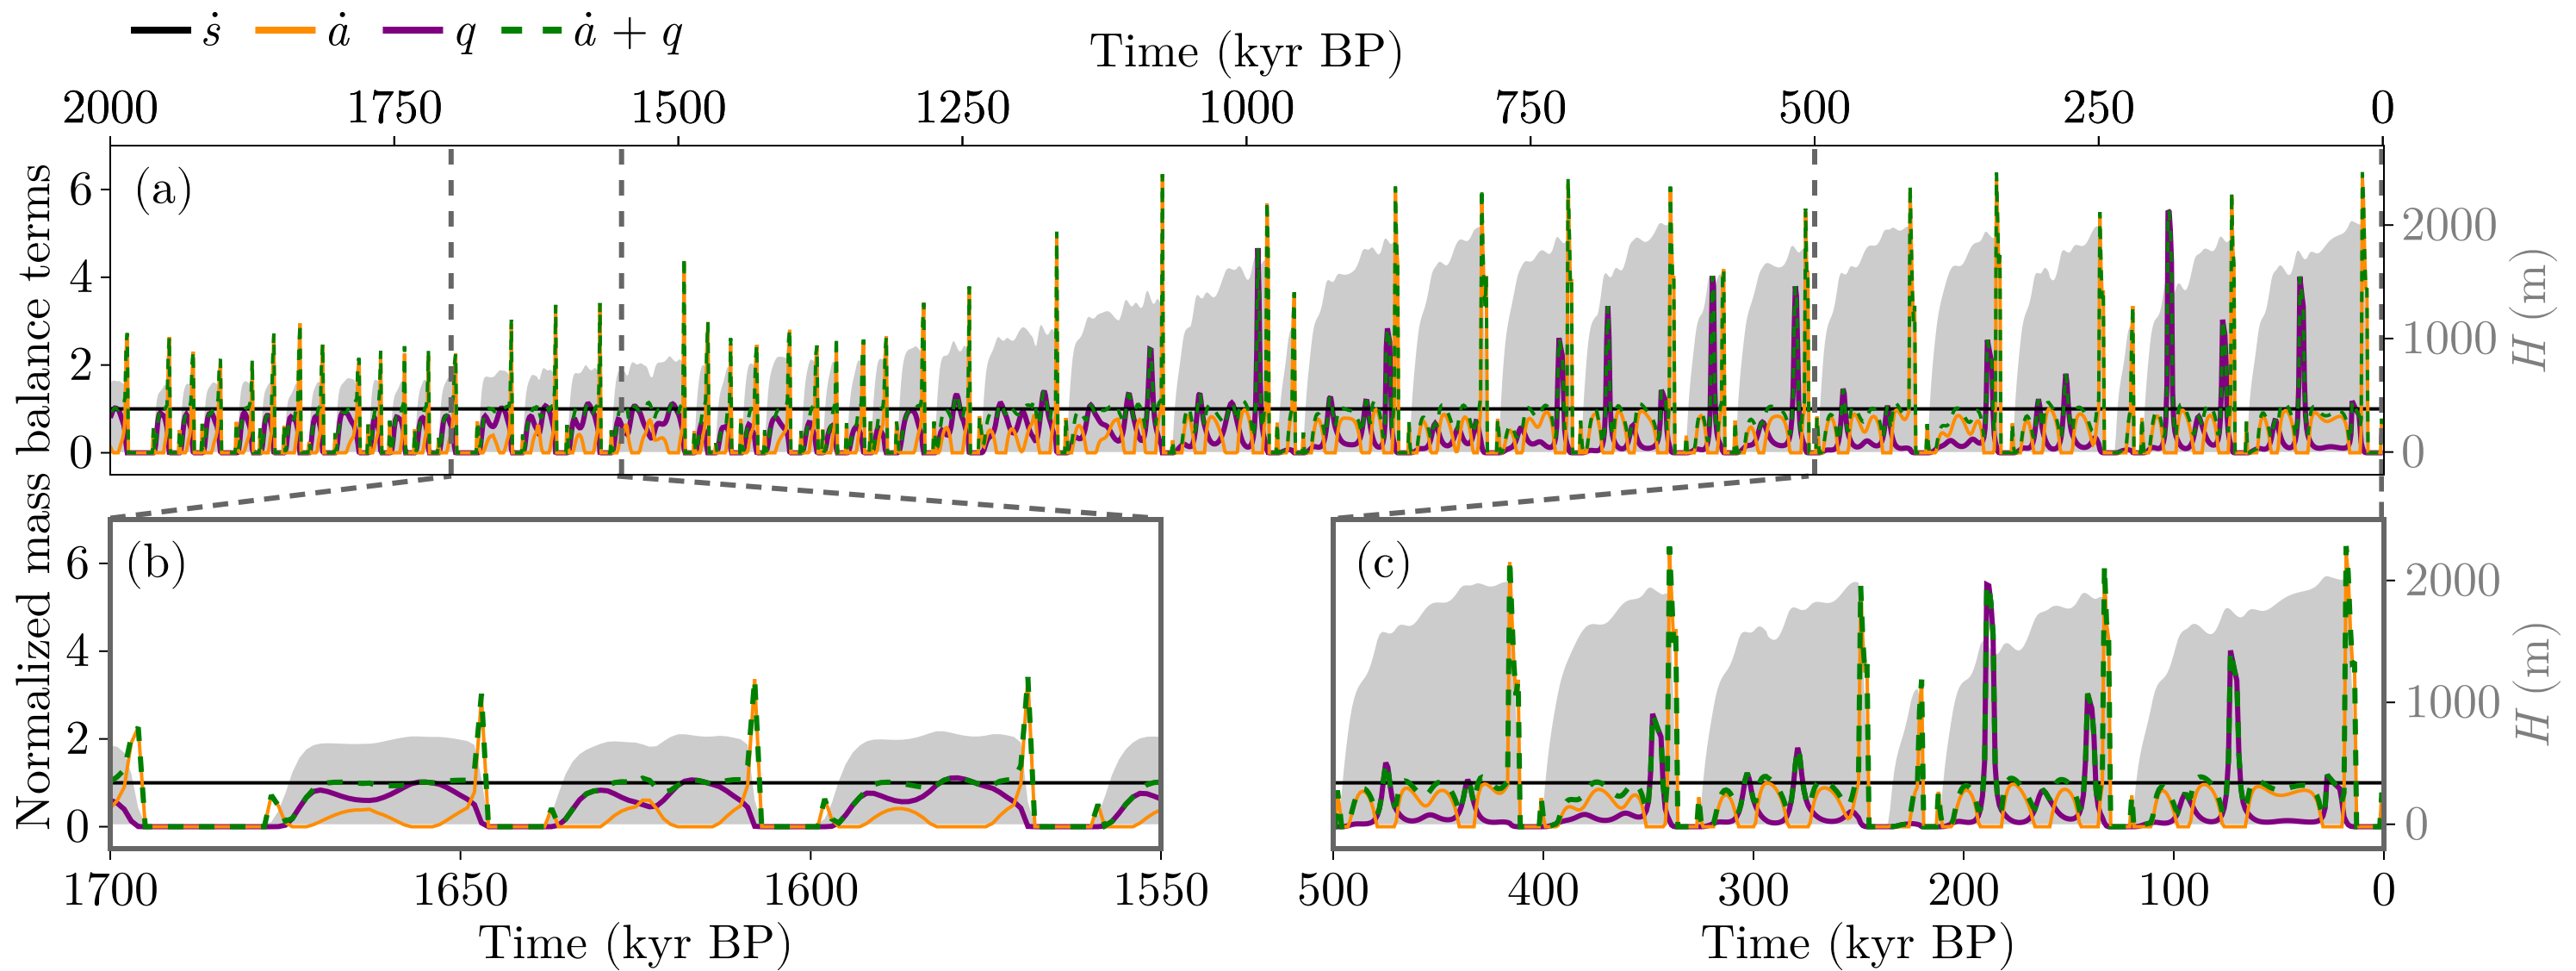 ṡ ȧ q ȧ + q
Time (kyr BP)
2000 1750 1500 1250 1000 750 500 250 0
(a)
6
4
2
0
2000
1000
0
H (m)
Normalized mass balance terms
(b)
6
4
2
0
1700 1650 1600 1550
Time (kyr BP)
(c)
2000
1000
0
H (m)
500 400 300 200 100 0
Time (kyr BP)